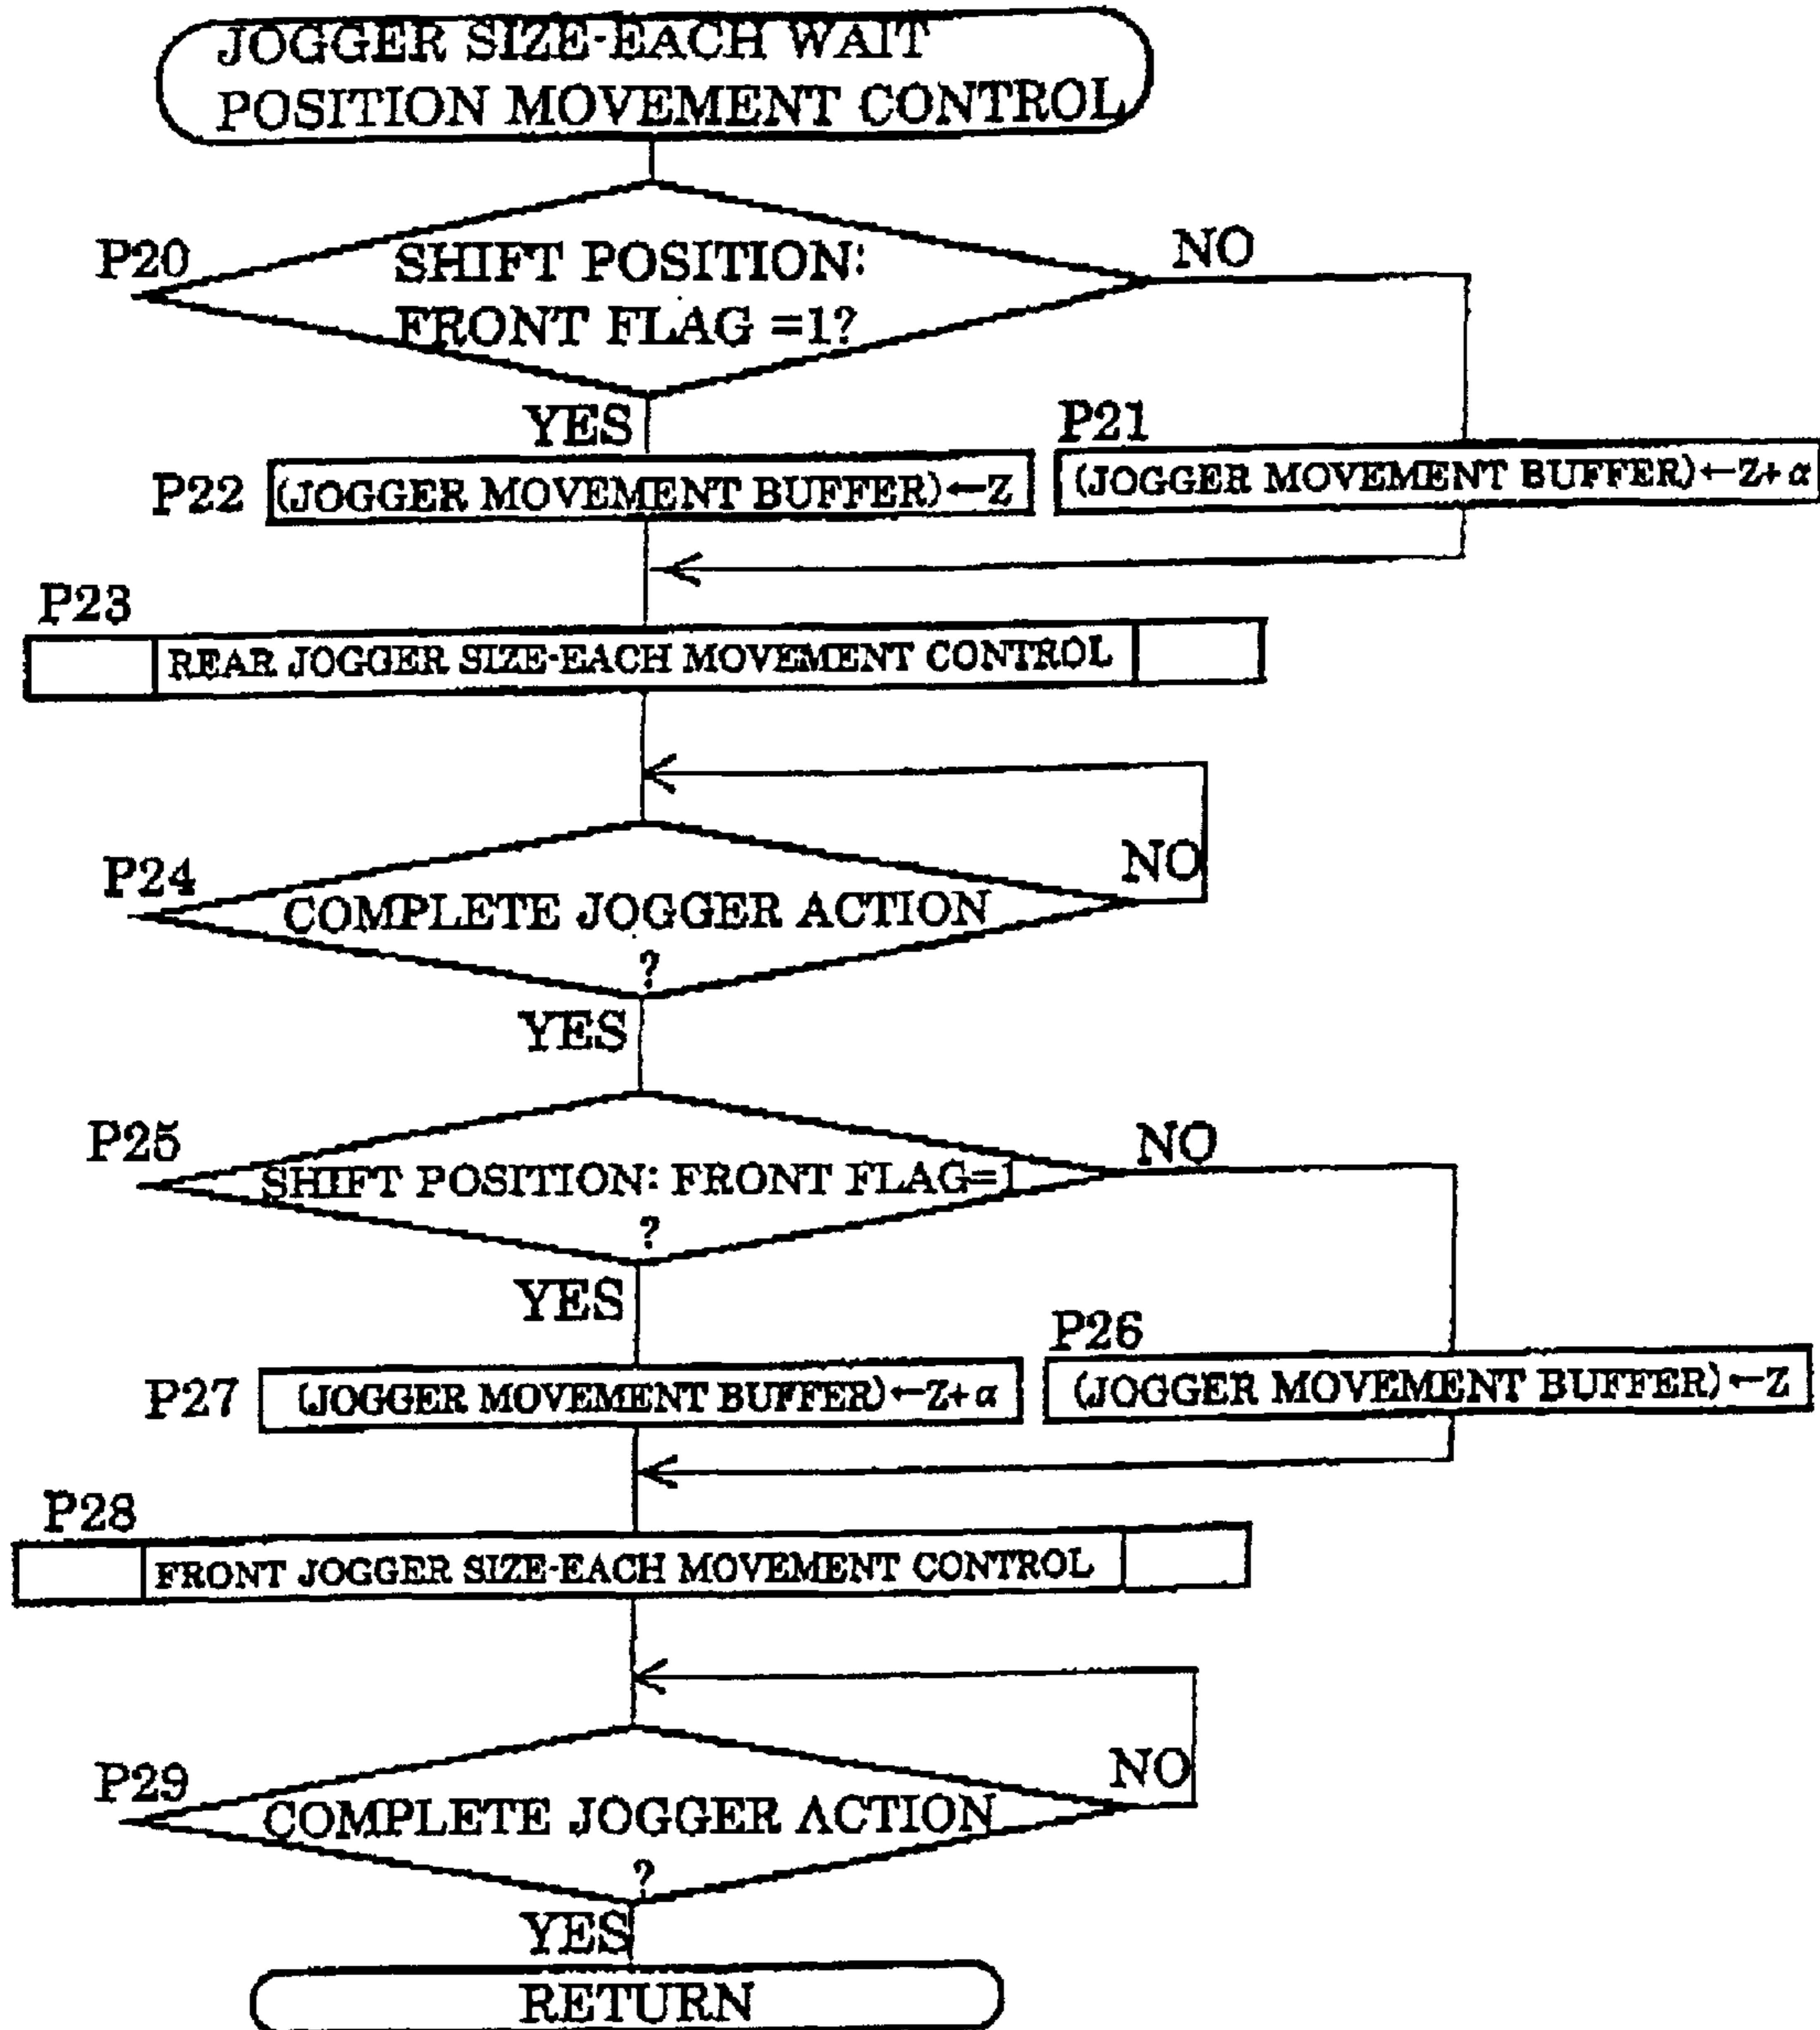 JOGGER SIZE-EACH WAIT
POSITION MOVEMENT CONTROL
P20
SHIFT POSITION:
FRONT FLAG =1?
NO
YES
P21
(JOGGER MOVEMENT BUFFER)←Z+α
P22
(JOGGER MOVEMENT BUFFER)←Z
P23
REAR JOGGER SIZE-EACH MOVEMENT CONTROL
P24
COMPLETE JOGGER ACTION
?
NO
YES
P25
SHIFT POSITION: FRONT FLAG=1
?
NO
YES
P26
(JOGGER MOVEMENT BUFFER)←Z
P27
(JOGGER MOVEMENT BUFFER)←Z+α
P28
FRONT JOGGER SIZE-EACH MOVEMENT CONTROL
P29
COMPLETE JOGGER ACTION
?
NO
YES
RETURN